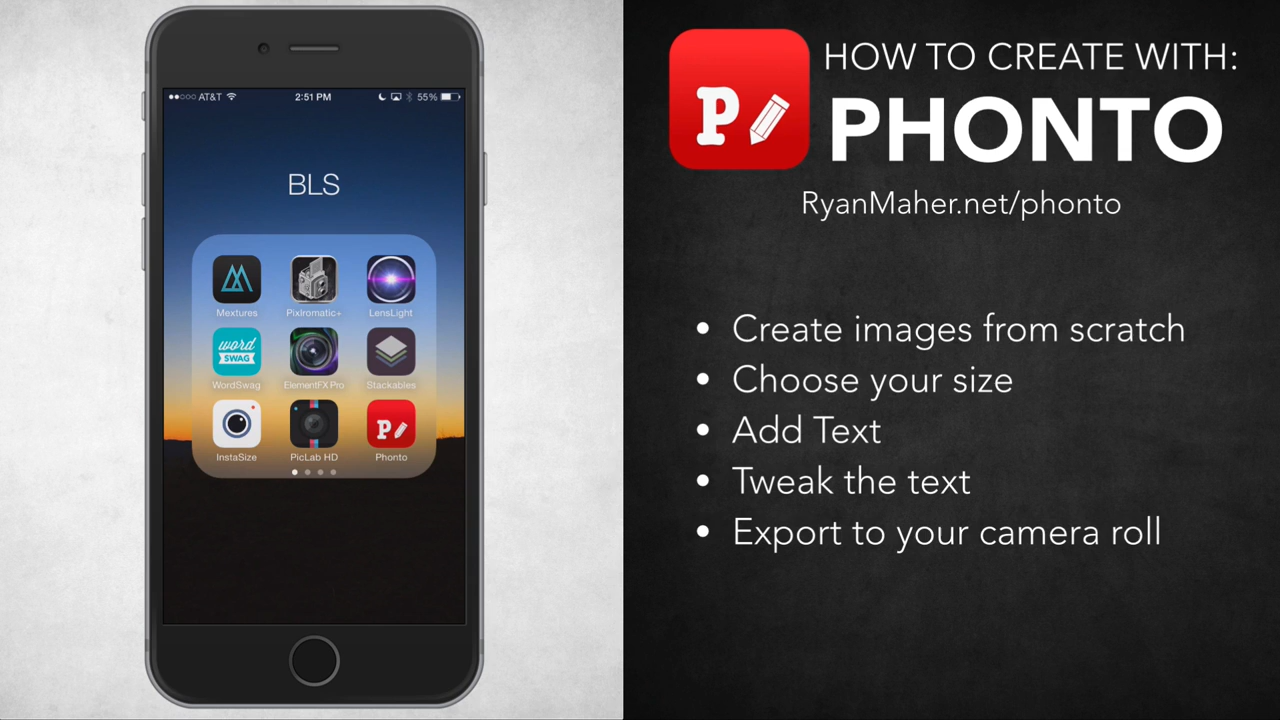 AT&T 2:51 PM 55%
BLS
Mextures Pixlromatic+ LensLight
word
SWAG
WordSwag ElementFX Pro Stackables
P
InstaSize PicLab HD Phonto
P
HOW TO CREATE WITH:
PHONTO
RyanMaher.net/phonto
• Create images from scratch
• Choose your size
• Add Text
• Tweak the text
• Export to your camera roll